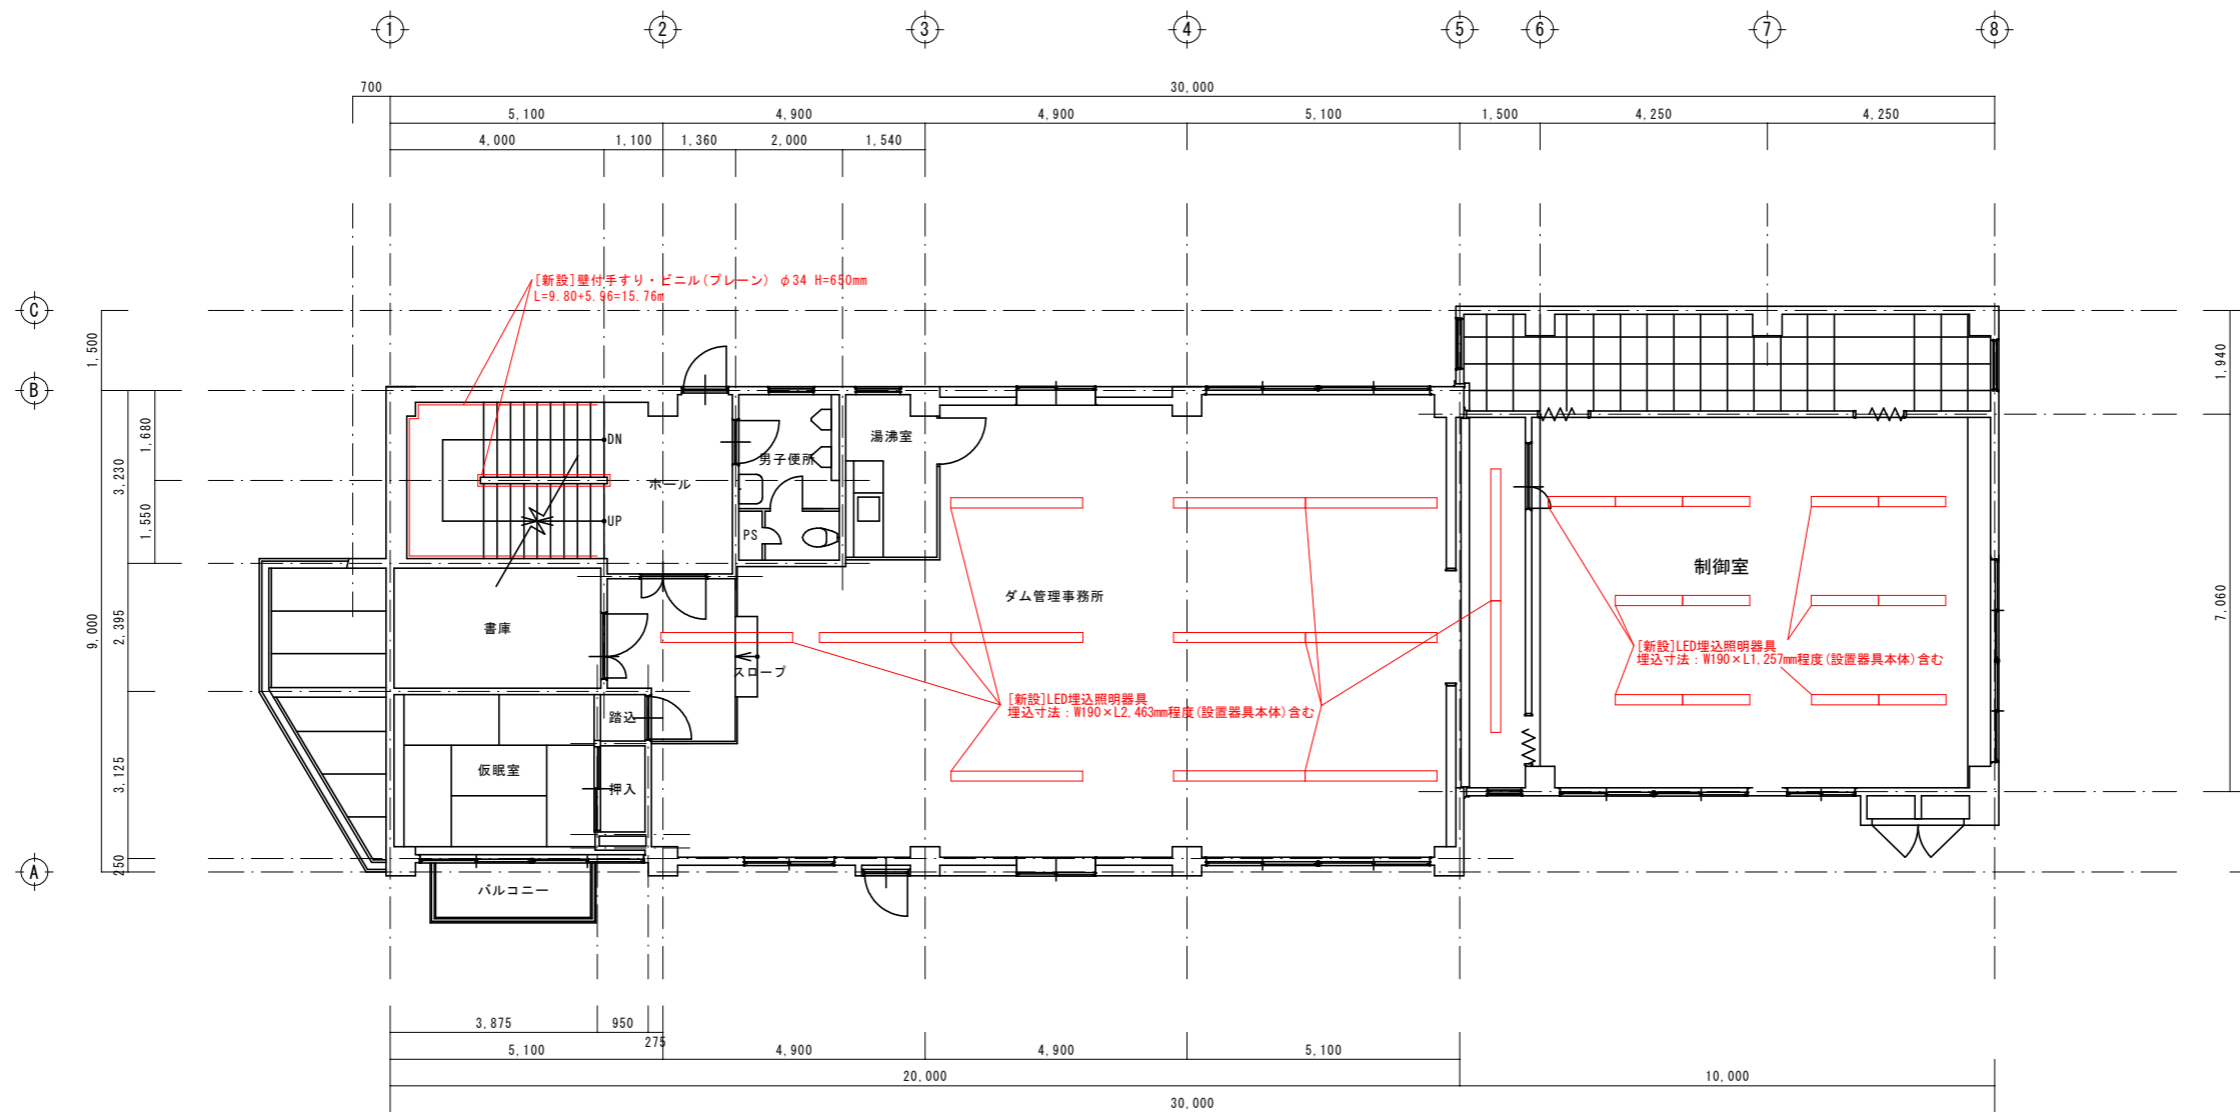 1 2 3 4 5 6 7 8
700 30,000
5,100 4,900 4,900 5,100 1,500 4,250 4,250
4,000 1,100 1,360 2,000 1,540
[新設]壁付手すり・ビニル(プレーン) φ34 H=650mm
L=9.80+5.96=15.76m
C
B
A
1,500
9,000
3,230
2,395
3,125
250
1,680
1,550
1,940
7,060
DN
UP
ホール
男子便所
PS
湯沸室
書庫
スロープ
踏込
押入
仮眠室
バルコニー
ダム管理事務所
制御室
[新設]LED埋込照明器具
埋込寸法：W190×L2,463mm程度(設置器具本体)含む
[新設]LED埋込照明器具
埋込寸法：W190×L1,257mm程度(設置器具本体)含む
3,875 950
275
5,100 4,900 4,900 5,100
20,000 10,000
30,000